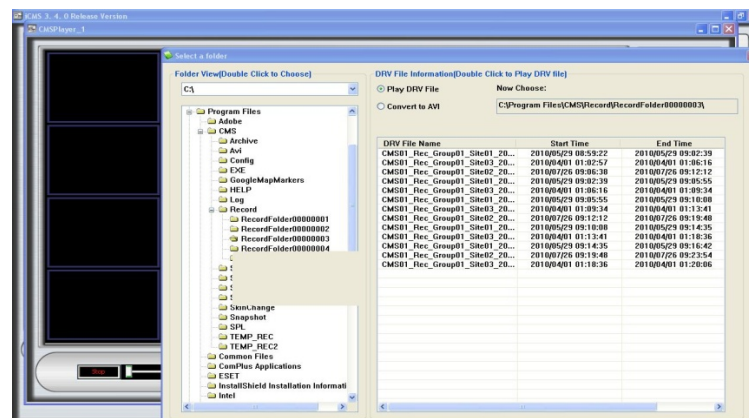 JCMS 3. 4. 0 Release Version
CMSPlayer_1
Select a folder
Folder View(Double Click to Choose)
C:\
Program Files
Adobe
CMS
Archive
Avi
Config
EXE
GoogleMapMarkers
HELP
Log
Record
RecordFolder00000001
RecordFolder00000002
RecordFolder00000003
RecordFolder00000004
SkinChange
Snapshot
SPL
TEMP_REC
TEMP_REC2
Common Files
ComPlus Applications
ESET
InstallShield Installation Informati
Intel
Stop
DRV File Information(Double Click to Play DRV file)
Play DRV File
Now Choose:
Convert to AVI
C:\Program Files\CMS\Record\RecordFolder00000003\
DRV File Name Start Time End Time
CMS01_Rec_Group01_Site01_20... 2010/05/29 08:59:22 2010/05/29 09:02:39
CMS01_Rec_Group01_Site03_20... 2010/04/01 01:02:57 2010/04/01 01:06:16
CMS01_Rec_Group01_Site02_20... 2010/07/26 09:06:38 2010/07/26 09:12:12
CMS01_Rec_Group01_Site01_20... 2010/05/29 09:02:39 2010/05/29 09:05:55
CMS01_Rec_Group01_Site03_20... 2010/04/01 01:06:16 2010/04/01 01:09:34
CMS01_Rec_Group01_Site01_20... 2010/05/29 09:05:55 2010/05/29 09:10:08
CMS01_Rec_Group01_Site03_20... 2010/04/01 01:09:34 2010/04/01 01:13:41
CMS01_Rec_Group01_Site02_20... 2010/07/26 09:12:12 2010/07/26 09:19:48
CMS01_Rec_Group01_Site01_20... 2010/05/29 09:10:08 2010/05/29 09:14:35
CMS01_Rec_Group01_Site03_20... 2010/04/01 01:13:41 2010/04/01 01:18:36
CMS01_Rec_Group01_Site01_20... 2010/05/29 09:14:35 2010/05/29 09:16:42
CMS01_Rec_Group01_Site02_20... 2010/07/26 09:19:48 2010/07/26 09:23:54
CMS01_Rec_Group01_Site03_20... 2010/04/01 01:18:36 2010/04/01 01:20:06